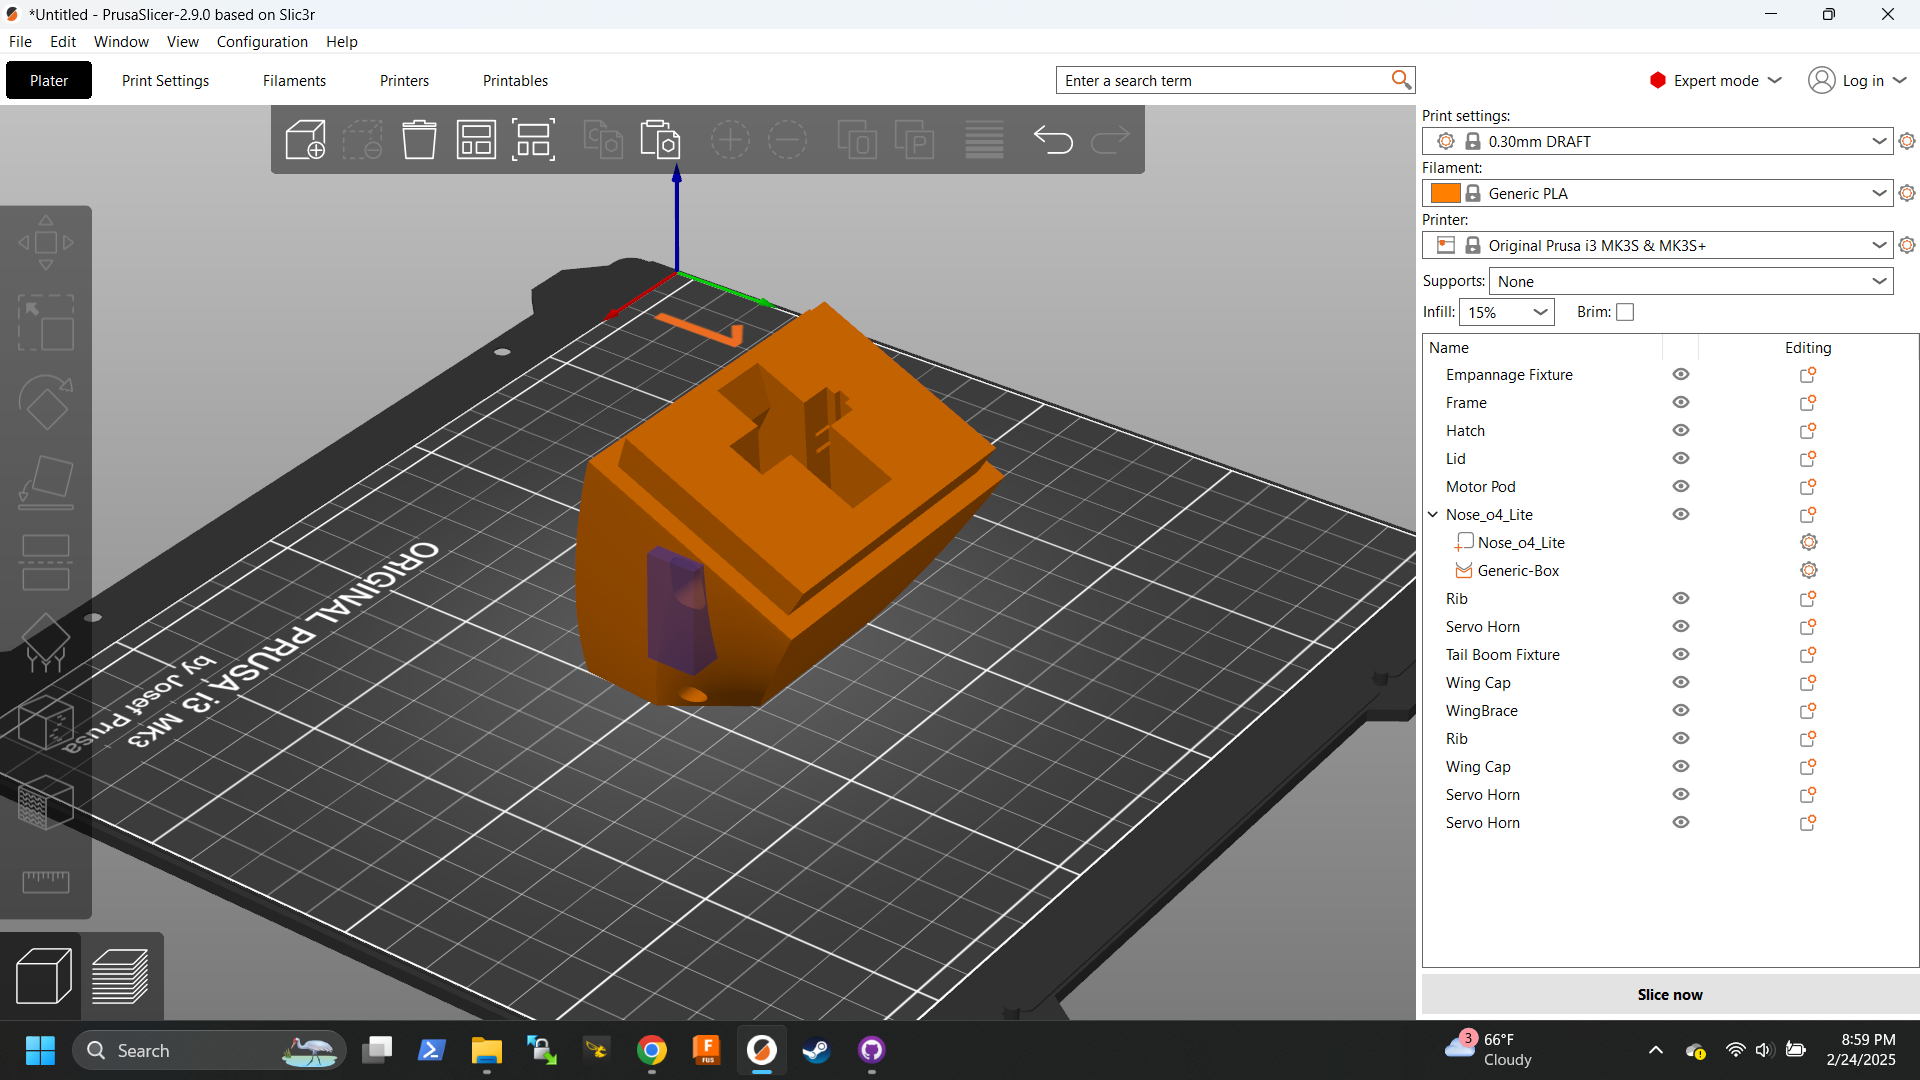 *Untitled - PrusaSlicer-2.9.0 based on Slic3r
File Edit Window View Configuration Help
Plater Print Settings Filaments Printers Printables
Enter a search term
Expert mode Log in
Print settings:
0.30mm DRAFT
Filament:
Generic PLA
Printer:
Original Prusa i3 MK3S & MK3S+
Supports: None
Infill: 15% Brim:
Name Editing
Empannage Fixture
Frame
Hatch
Lid
Motor Pod
Nose_o4_Lite
Nose_o4_Lite
Generic-Box
Rib
Servo Horn
Tail Boom Fixture
Wing Cap
WingBrace
Rib
Wing Cap
Servo Horn
Servo Horn
ORIGINAL PRUSA i3 MK3
by Josef Prusa
Slice now
Search
F
FUS
3
66°F
Cloudy
8:59 PM
2/24/2025